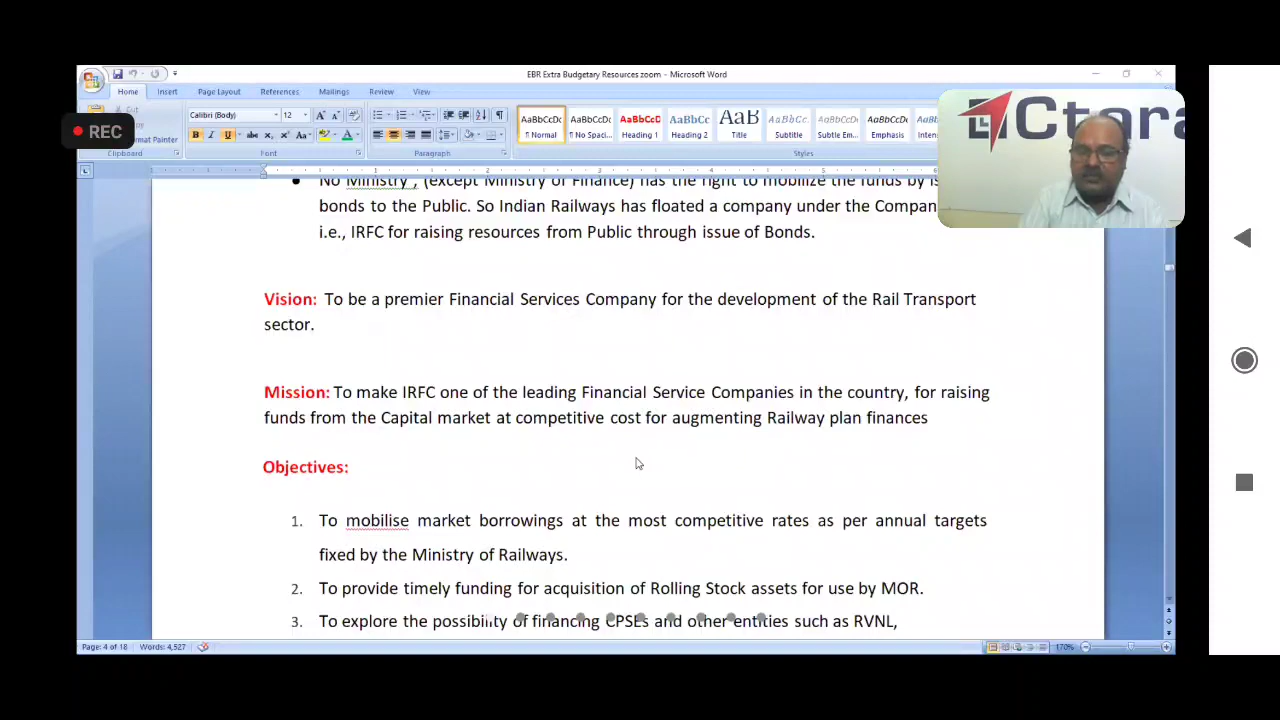 EBR Extra Budgetary Resources zoom - Microsoft Word
Home Insert Page Layout References Mailings Review View
REC
Cut
Format Painter
Calibri (Body) 12
AaBbCcDc AaBbCcDc AaBbCcD AaBbCcDc AaB AaBbCcDc AaBbCcDc AaBbCcDc
¶ Normal ¶ No Spaci... Heading 1 Heading 2 Title Subtitle Subtle Em... Emphasis
Clipboard Font Paragraph Styles
No Ministry , (except Ministry of Finance) has the right to mobilize the funds by
bonds to the Public. So Indian Railways has floated a company under the
i.e., IRFC for raising resources from Public through issue of Bonds.
Vision: To be a premier Financial Services Company for the development of the Rail Transport
sector.
Mission: To make IRFC one of the leading Financial Service Companies in the country, for raising
funds from the Capital market at competitive cost for augmenting Railway plan finances
Objectives:
1. To mobilise market borrowings at the most competitive rates as per annual targets
fixed by the Ministry of Railways.
2. To provide timely funding for acquisition of Rolling Stock assets for use by MOR.
3. To explore the possibility of financing CPSEs and other entities such as RVNL,
Page: 4 of 18 Words: 4,527 170%